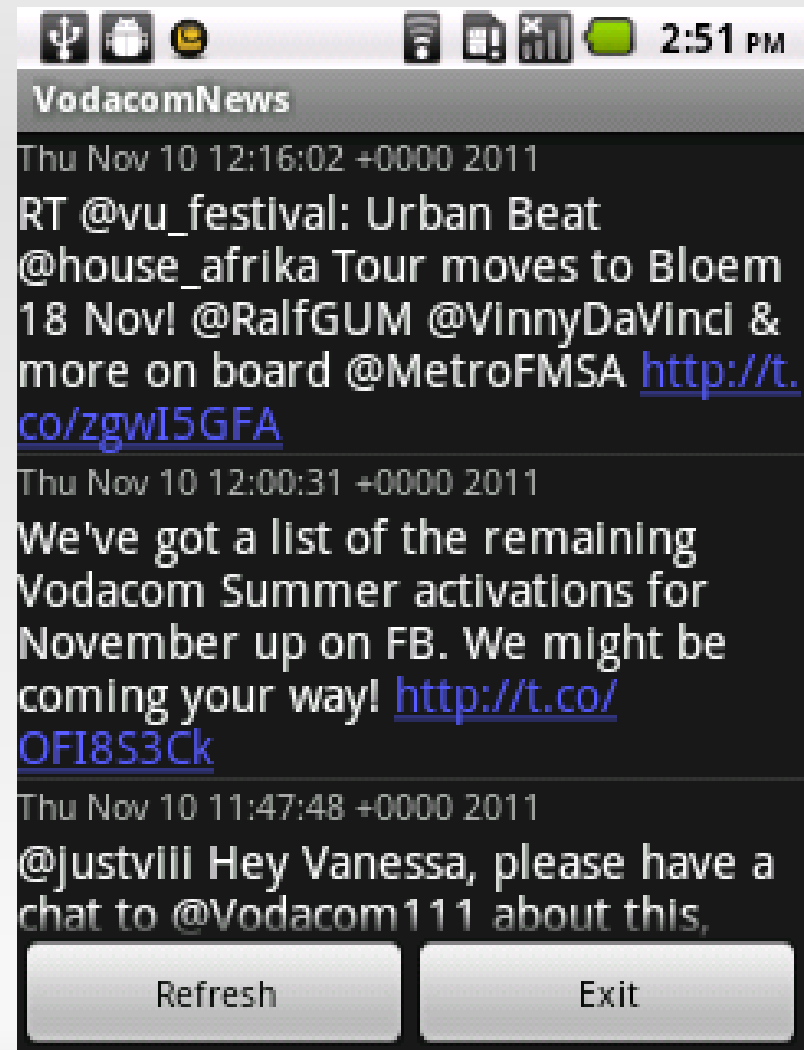 2:51 PM
VodacomNews
Thu Nov 10 12:16:02 +0000 2011
RT @vu_festival: Urban Beat
@house_afrika Tour moves to Bloem
18 Nov! @RalfGUM @VinnyDaVinci &
more on board @MetroFMSA http://t.
co/zgwI5GFA
Thu Nov 10 12:00:31 +0000 2011
We've got a list of the remaining
Vodacom Summer activations for
November up on FB. We might be
coming your way! http://t.co/
OFI8S3Ck
Thu Nov 10 11:47:48 +0000 2011
@justviii Hey Vanessa, please have a
chat to @Vodacom111 about this,
Refresh Exit